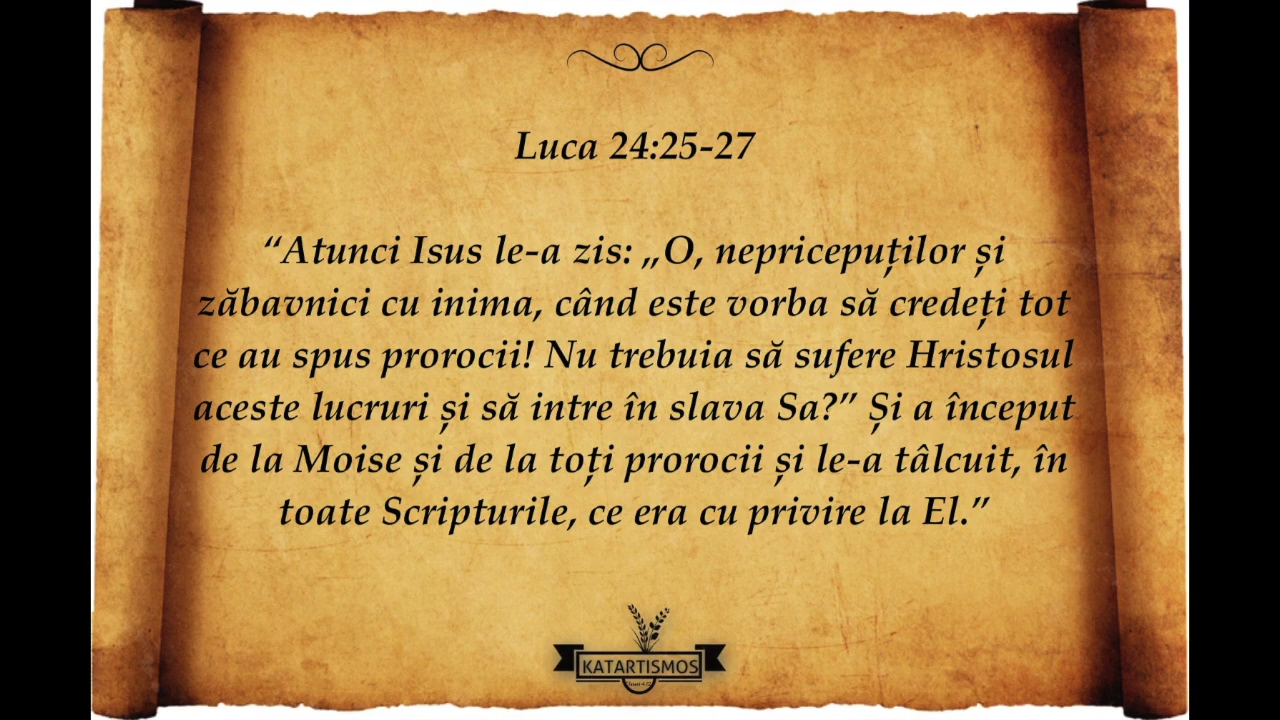 Luca 24:25-27
“Atunci Isus le-a zis: „O, nepricepuților și
zăbavnici cu inima, când este vorba să credeți tot
ce au spus prorocii! Nu trebuia să sufere Hristosul
aceste lucruri și să intre în slava Sa?” Și a început
de la Moise și de la toți prorocii și le-a tâlcuit, în
toate Scripturile, ce era cu privire la El.”
KATARTISMOS